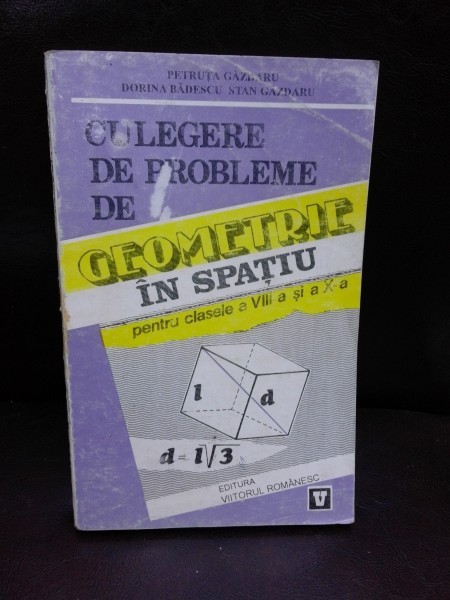 PETRUȚA GAZDARU
DORINA BĂDESCU STAN GAZDARU
CULEGERE
DE PROBLEME
DE
GEOMETRIE
ÎN SPAȚIU
pentru clasele a VIII-a și a X-a
l d
d = l√3
EDITURA
VIITORUL ROMÂNESC
V